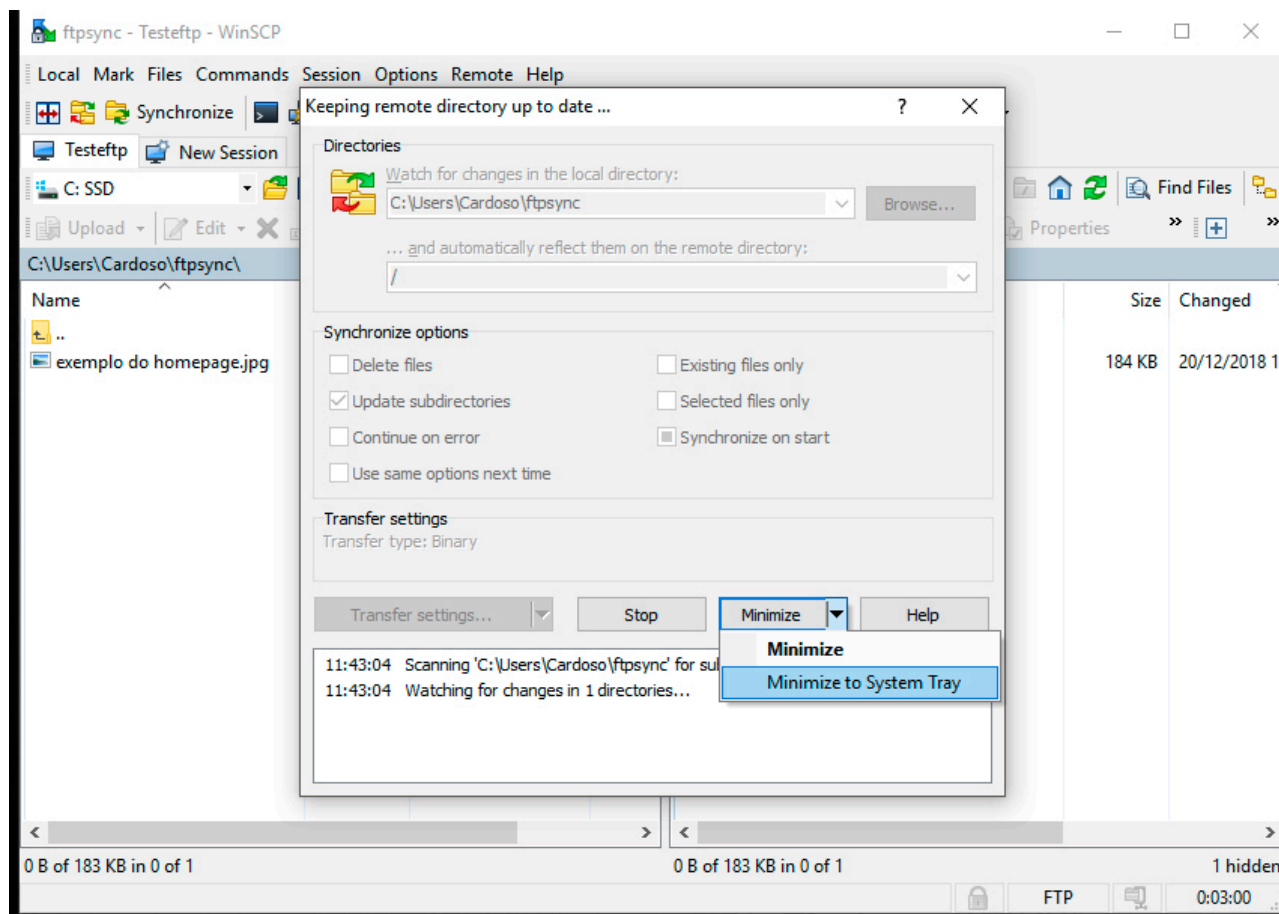 ftpsync - Testeftp - WinSCP
Local Mark Files Commands Session Options Remote Help
Synchronize
Testeftp New Session
C: SSD
Find Files
Upload Edit
Properties
C:\Users\Cardoso\ftpsync\
Name
Size Changed
..
exemplo do homepage.jpg
184 KB 20/12/2018 1
Keeping remote directory up to date ... ?
Directories
Watch for changes in the local directory:
C:\Users\Cardoso\ftpsync Browse...
... and automatically reflect them on the remote directory:
/
Synchronize options
Delete files Existing files only
Update subdirectories Selected files only
Continue on error Synchronize on start
Use same options next time
Transfer settings
Transfer type: Binary
Transfer settings... Stop Minimize Help
Minimize
Minimize to System Tray
11:43:04 Scanning 'C:\Users\Cardoso\ftpsync' for
11:43:04 Watching for changes in 1 directories...
0 B of 183 KB in 0 of 1 0 B of 183 KB in 0 of 1 1 hidden
FTP 0:03:00